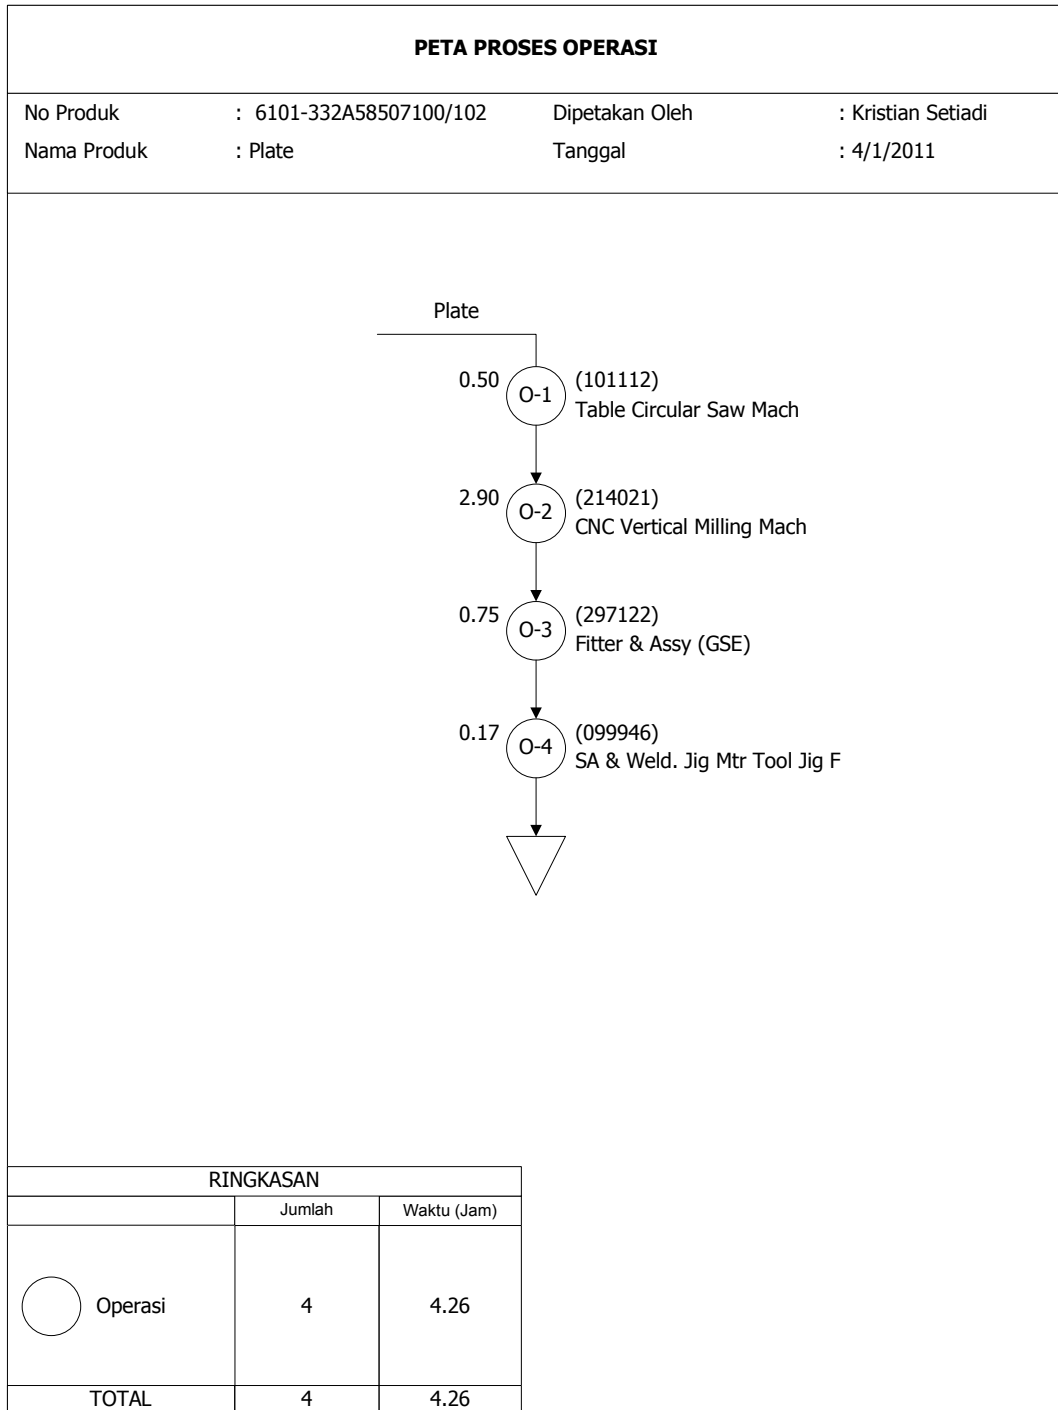 PETA PROSES OPERASI
No Produk : 6101-332A58507100/102 Dipetakan Oleh : Kristian Setiadi
Nama Produk : Plate Tanggal : 4/1/2011
Plate
0.50 O-1 (101112)
Table Circular Saw Mach
2.90 O-2 (214021)
CNC Vertical Milling Mach
0.75 O-3 (297122)
Fitter & Assy (GSE)
0.17 O-4 (099946)
SA & Weld. Jig Mtr Tool Jig F
RINGKASAN
Jumlah Waktu (Jam)
Operasi 4 4.26
TOTAL 4 4.26